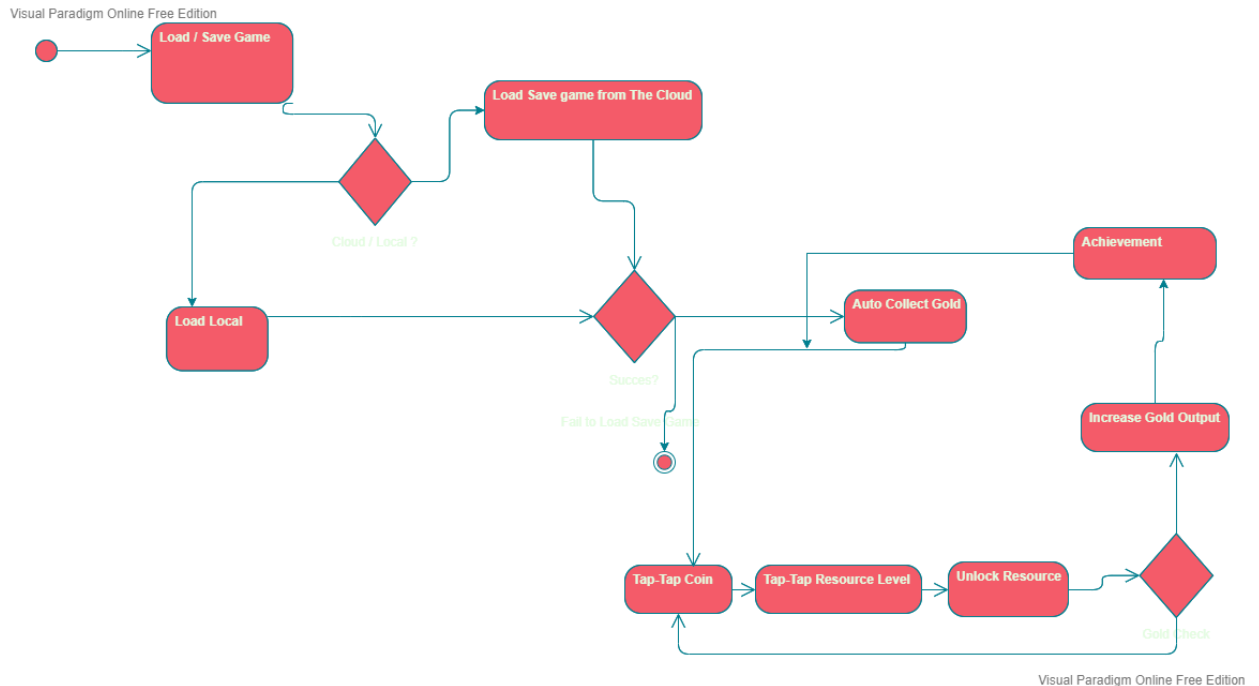 Visual Paradigm Online Free Edition
Load / Save Game
Load Save game from The Cloud
Cloud / Local ?
Achievement
Auto Collect Gold
Load Local
Succes?
Fail to Load Save Game
Increase Gold Output
Tap-Tap Coin
Tap-Tap Resource Level
Unlock Resource
Gold Check
Visual Paradigm Online Free Edition